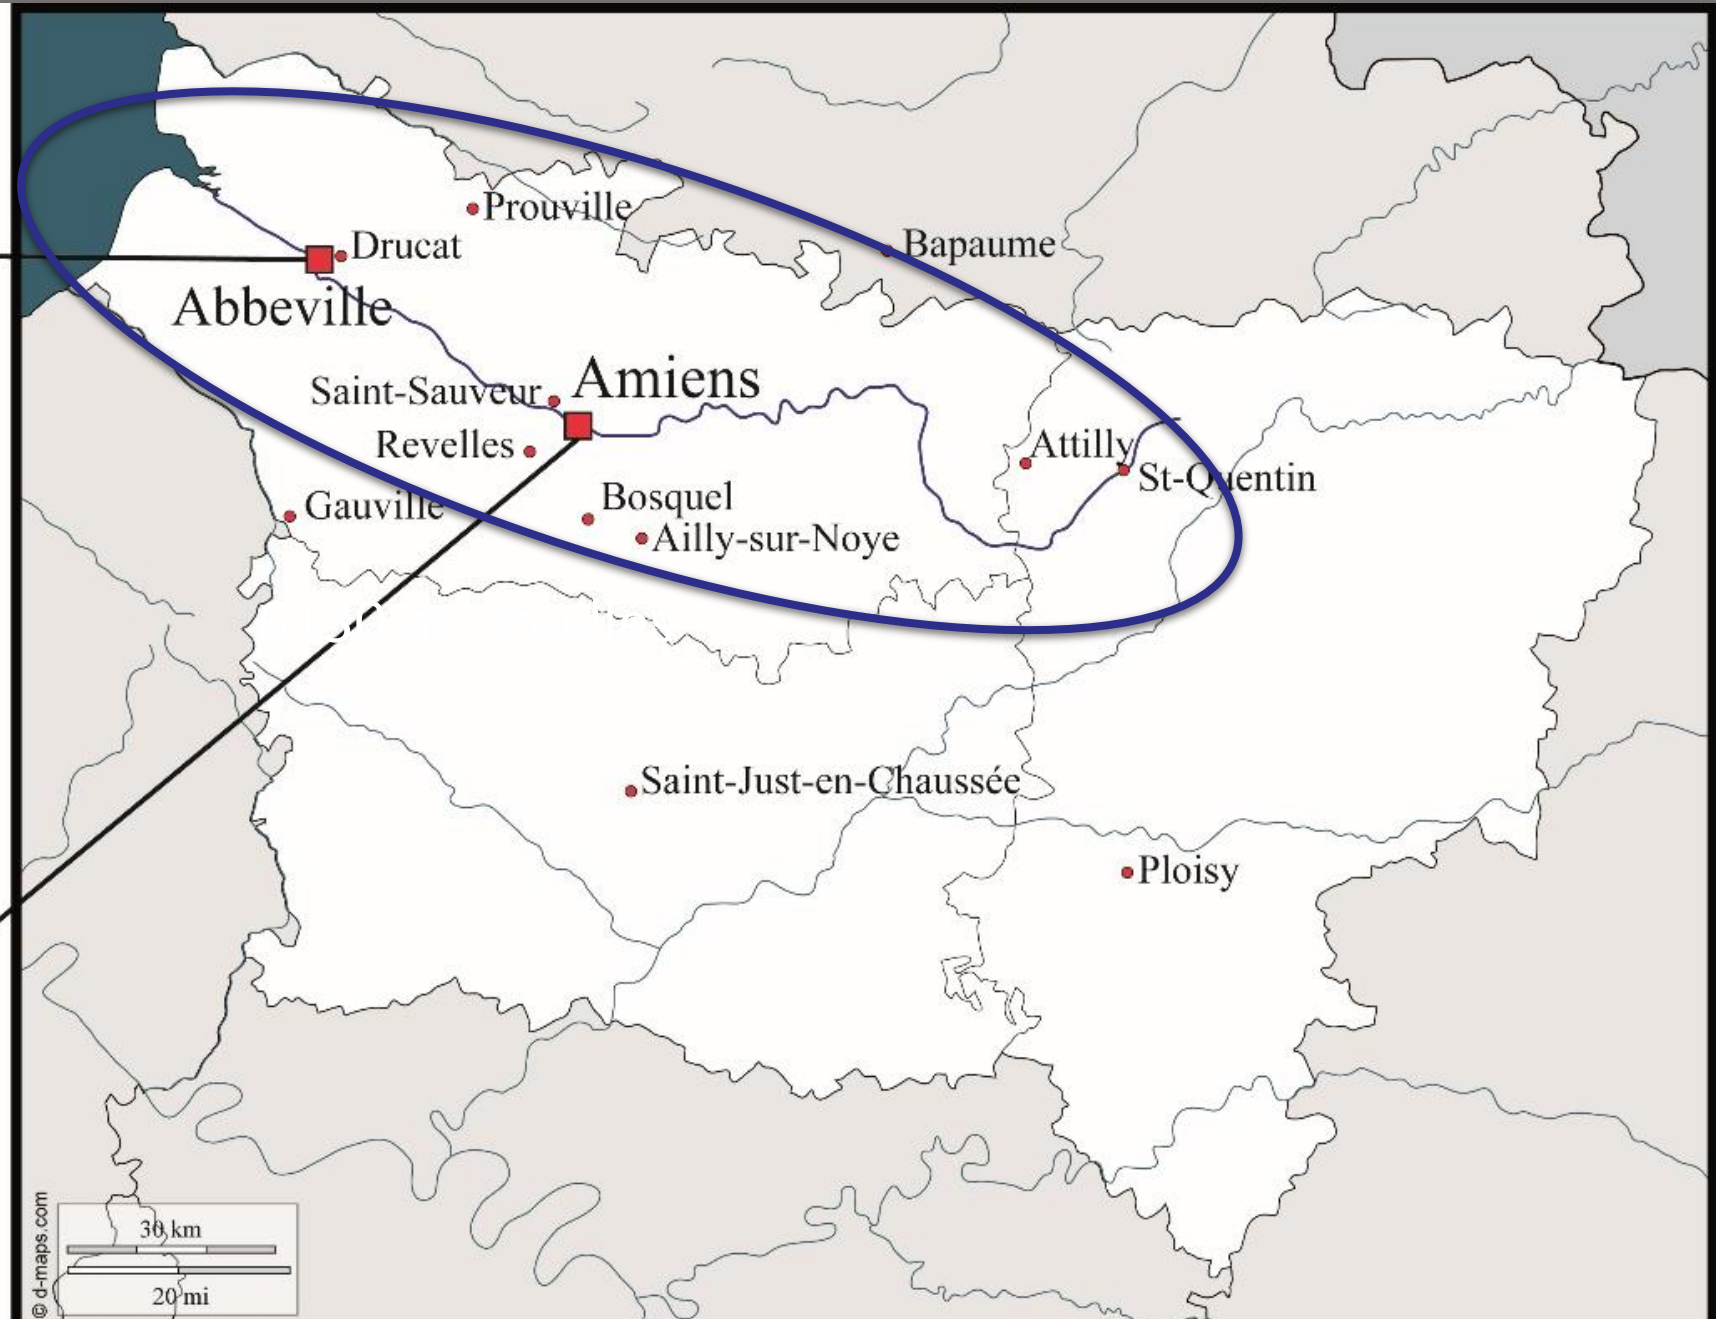 Prouville
Drucat
Bapaume
Abbeville
Amiens
Saint-Sauveur
Revelles
Attilly
St-Quentin
Gauville
Bosquel
Ailly-sur-Noye
Saint-Just-en-Chaussée
Ploisy
30 km
20 mi
© d-maps.com